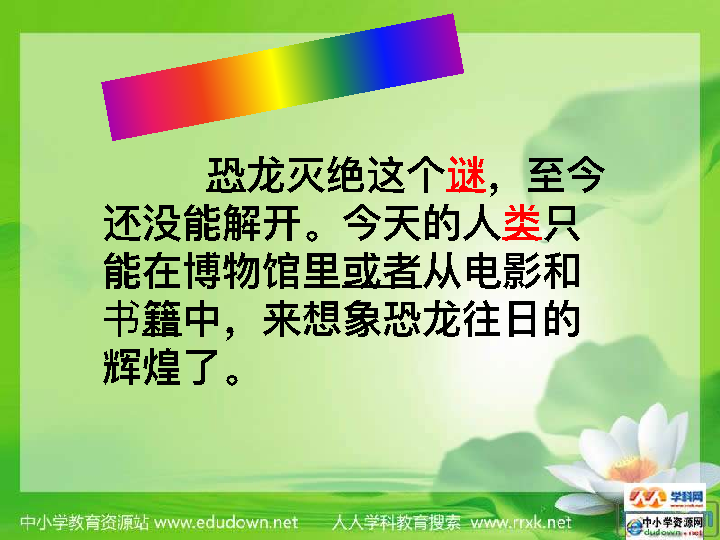 恐龙灭绝这个谜，至今
还没能解开。今天的人类只
能在博物馆里或者从电影和
书籍中，来想象恐龙往日的
辉煌了。
中小学教育资源站 www.edudown.net 人人学科教育搜索 www.rrxk.net
学科网
中小学资源网
edudown